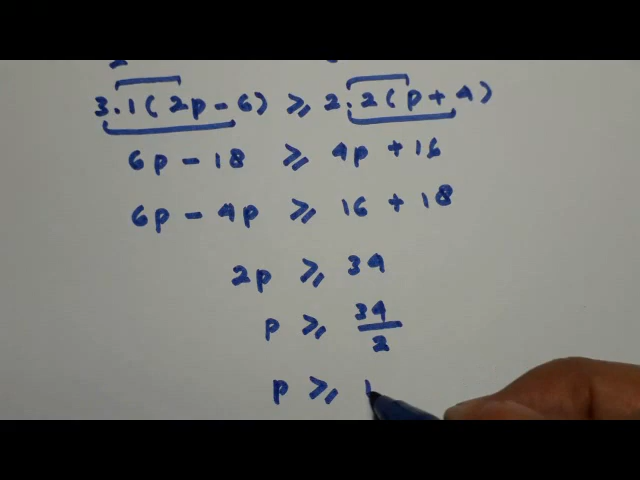 3.1(2p-6) ⩾ 2.2(p+4)
6p - 18 ⩾ 4p + 16
6p - 4p ⩾ 16 + 18
2p ⩾ 34
p ⩾ 34/2
p ⩾ 1